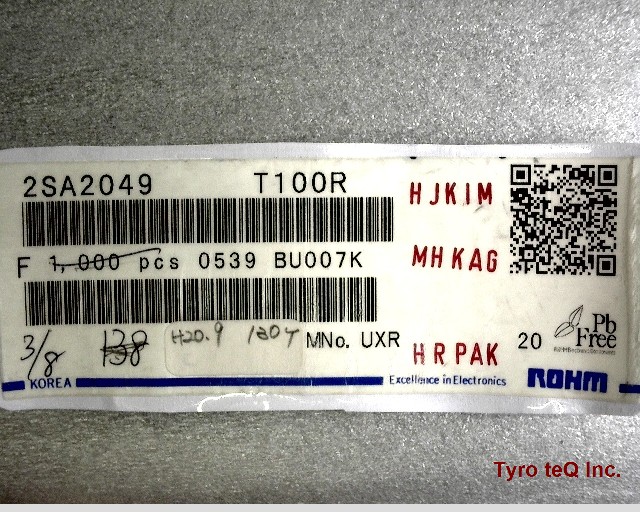 2SA2049 T100R
HJKIM
F 1,000 pcs 0539 BU007K
MHKAG
3/8 138 H20.9 180T MNo. UXR
HRPAK
20 Pb Free
KOREA Excellence in Electronics ROHM
Tyro teQ Inc.